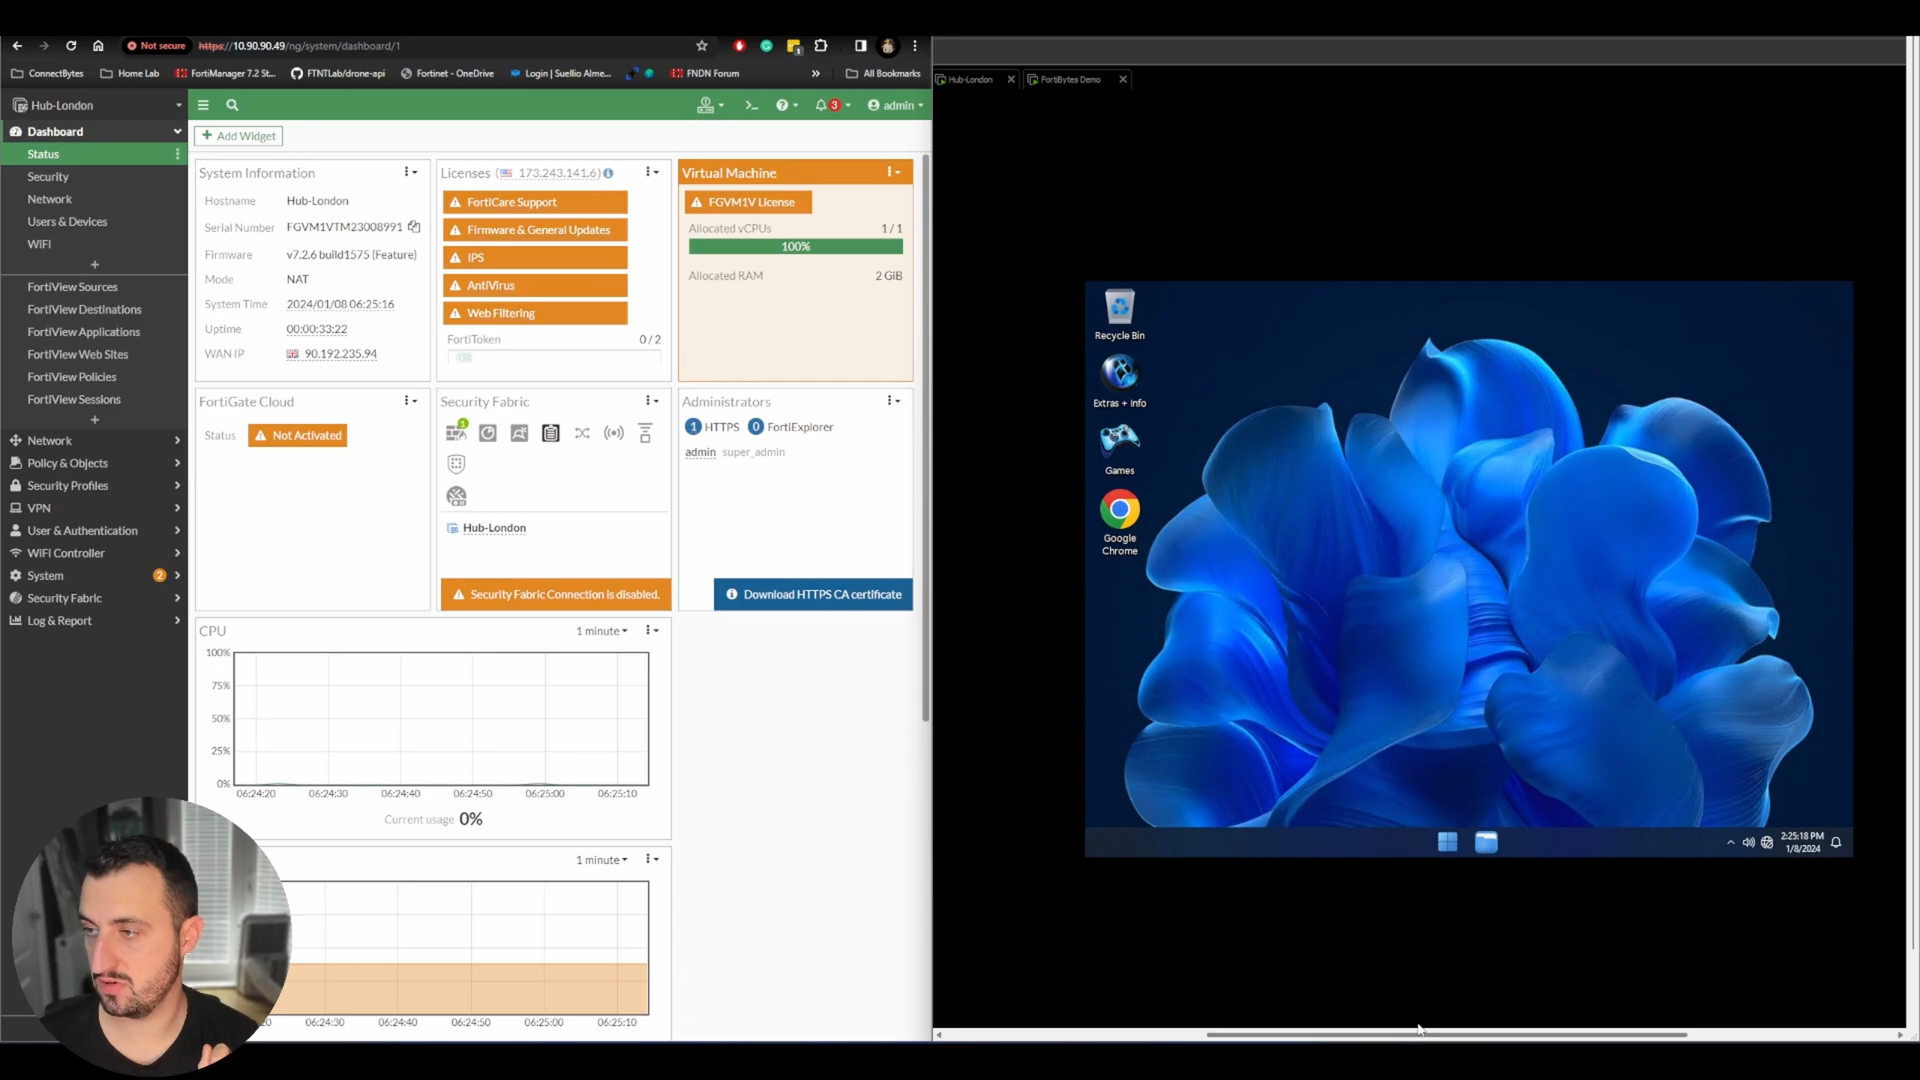 Not secure
https://10.90.90.49/ng/system/dashboard/1
ConnectBytes
Home Lab
FortiManager 7.2 St...
FTNTLab/drone-api
Fortinet - OneDrive
Login | Suellio Alme...
FNDN Forum
»
All Bookmarks
Hub-London
FortiBytes Demo
Hub-London
3
admin
Dashboard
Status
Security
Network
Users & Devices
WiFi
+
FortiView Sources
FortiView Destinations
FortiView Applications
FortiView Web Sites
FortiView Policies
FortiView Sessions
+
Network
Policy & Objects
Security Profiles
VPN
User & Authentication
WiFi Controller
System 2
Security Fabric
Log & Report
+ Add Widget
System Information
Hostname Hub-London
Serial Number FGVM1VTM23008991
Firmware v7.2.6 build1575 (Feature)
Mode NAT
System Time 2024/01/08 06:25:16
Uptime 00:00:33:22
WAN IP 90.192.235.94
Licenses (173.243.141.6)
FortiCare Support
Firmware & General Updates
IPS
AntiVirus
Web Filtering
FortiToken 0 / 2
Virtual Machine
FGVM1V License
Allocated vCPUs 1 / 1
100%
Allocated RAM 2 GiB
FortiGate Cloud
Status Not Activated
Security Fabric
1
Hub-London
Security Fabric Connection is disabled.
Administrators
1 HTTPS 0 FortiExplorer
admin super_admin
Download HTTPS CA certificate
CPU 1 minute
100%
75%
50%
25%
0%
06:24:20 06:24:30 06:24:40 06:24:50 06:25:00 06:25:10
Current usage 0%
1 minute
20 06:24:30 06:24:40 06:24:50 06:25:00 06:25:10
Recycle Bin
Extras + Info
Games
Google
Chrome
2:25:18 PM
1/8/2024